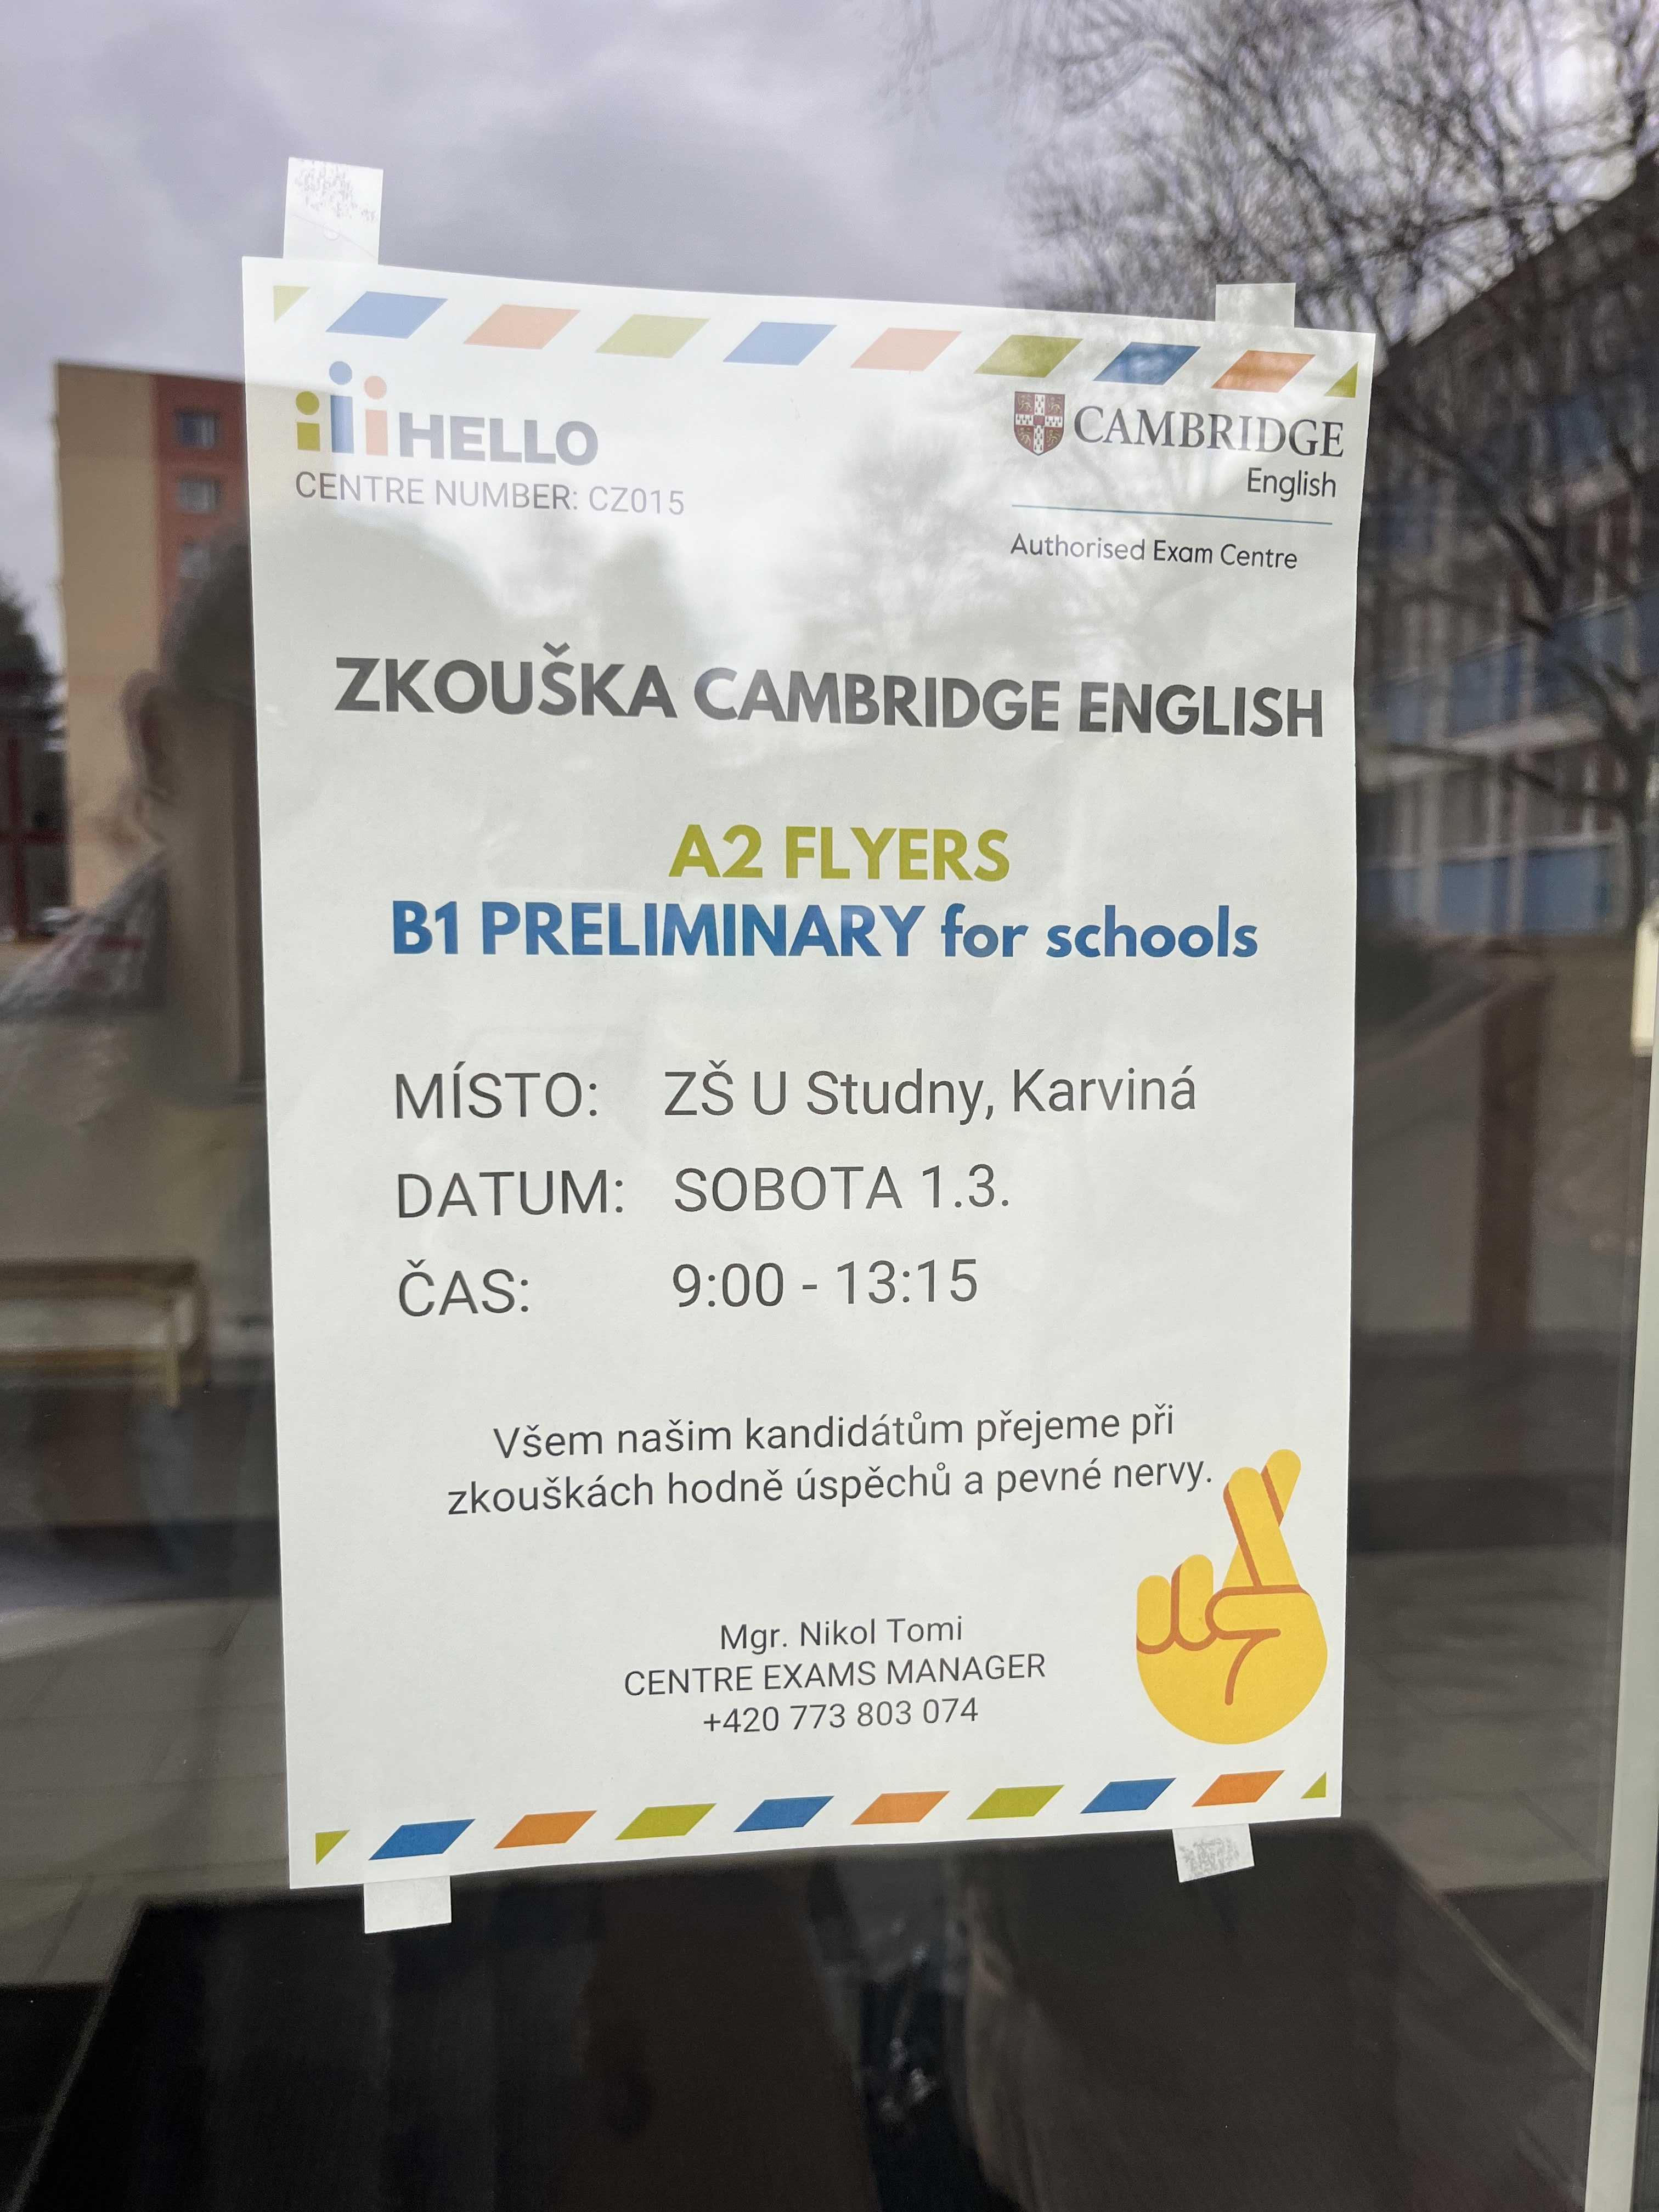 HELLO
CENTRE NUMBER: CZ015
CAMBRIDGE
English
Authorised Exam Centre
ZKOUŠKA CAMBRIDGE ENGLISH
A2 FLYERS
B1 PRELIMINARY for schools
MÍSTO: ZŠ U Studny, Karviná
DATUM: SOBOTA 1.3.
ČAS: 9:00 - 13:15
Všem našim kandidátům přejeme při
zkouškách hodně úspěchů a pevné nervy.
Mgr. Nikol Tomi
CENTRE EXAMS MANAGER
+420 773 803 074